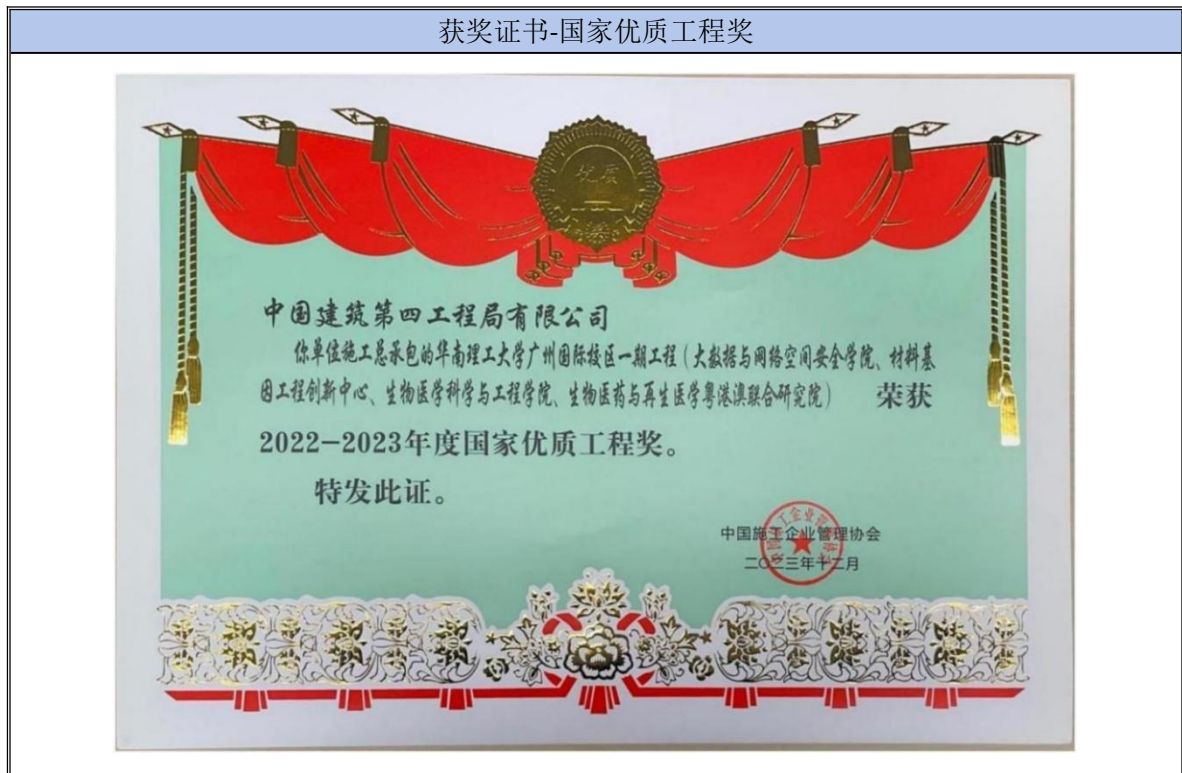 获奖证书-国家优质工程奖
优质
奖
中国建筑第四工程局有限公司
你单位施工总承包的华南理工大学广州国际校区一期工程（大数据与网络空间安全学院、材料基
因工程创新中心、生物医学科学与工程学院、生物医药与再生医学粤港澳联合研究院） 荣获
2022-2023年度国家优质工程奖。
特发此证。
中国施工企业管理协会
二〇二三年十二月